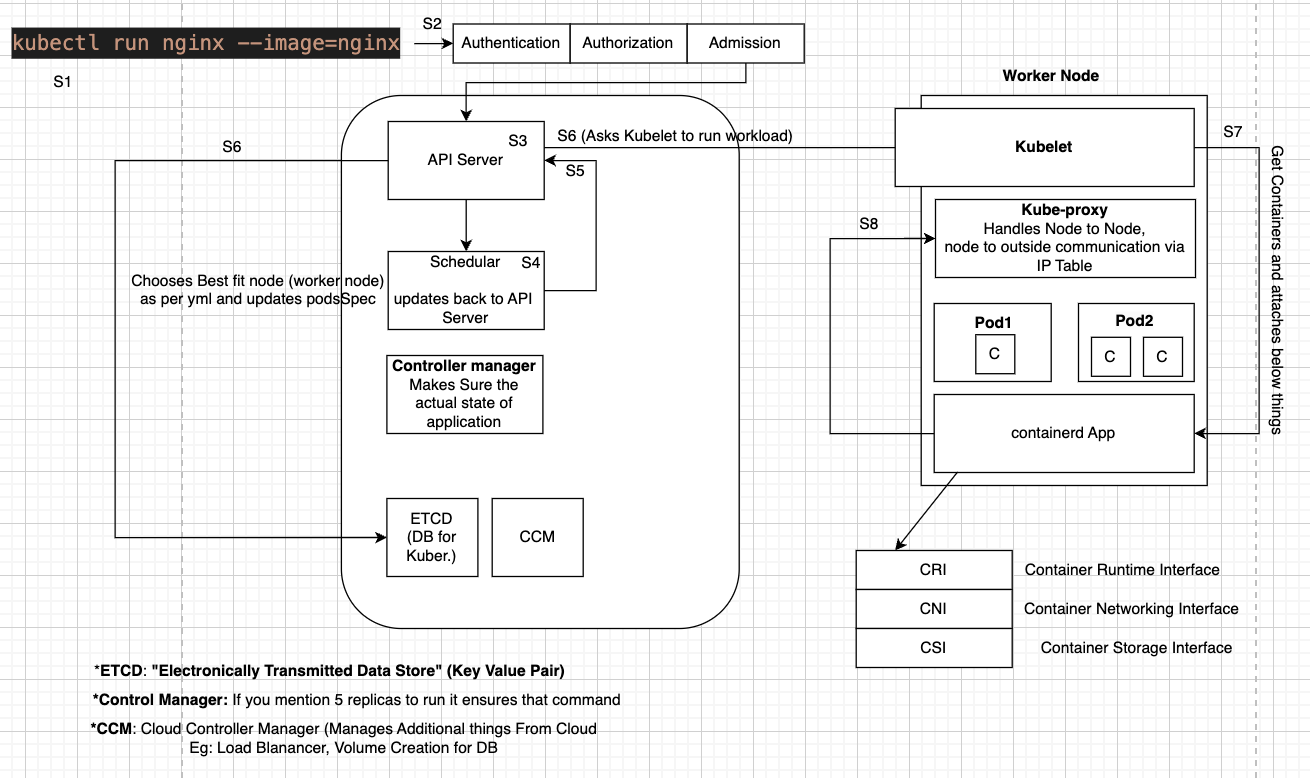 kubectl run nginx --image=nginx
S2
Authentication
Authorization
Admission
S1
Worker Node
S3
API Server
S6 (Asks Kubelet to run workload)
Kubelet
S7
S6
S5
Get Containers and attaches below things
Kube-proxy
Handles Node to Node,
node to outside communication via
IP Table
S8
Schedular
S4
updates back to API
Server
Chooses Best fit node (worker node)
as per yml and updates podsSpec
Pod1
C
Pod2
C
C
Controller manager
Makes Sure the
actual state of
application
containerd App
ETCD
(DB for
Kuber.)
CCM
CRI
Container Runtime Interface
CNI
Container Networking Interface
CSI
Container Storage Interface
*ETCD: "Electronically Transmitted Data Store" (Key Value Pair)
*Control Manager: If you mention 5 replicas to run it ensures that command
*CCM: Cloud Controller Manager (Manages Additional things From Cloud
Eg: Load Blanancer, Volume Creation for DB